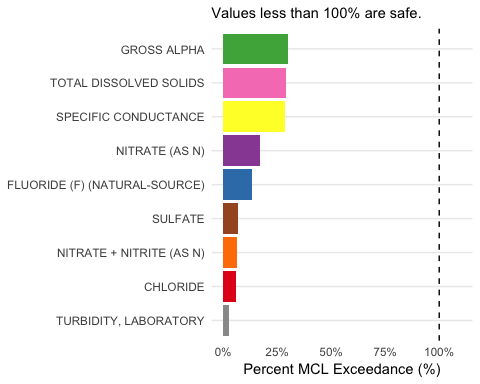 Values less than 100% are safe.
GROSS ALPHA
TOTAL DISSOLVED SOLIDS
SPECIFIC CONDUCTANCE
NITRATE (AS N)
FLUORIDE (F) (NATURAL-SOURCE)
SULFATE
NITRATE + NITRITE (AS N)
CHLORIDE
TURBIDITY, LABORATORY
0% 25% 50% 75% 100%
Percent MCL Exceedance (%)